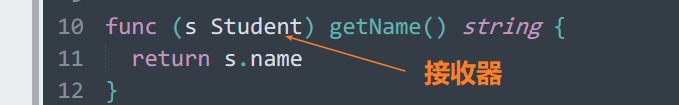 10 func (s Student) getName() string {
11 return s.name
接收器
12 }